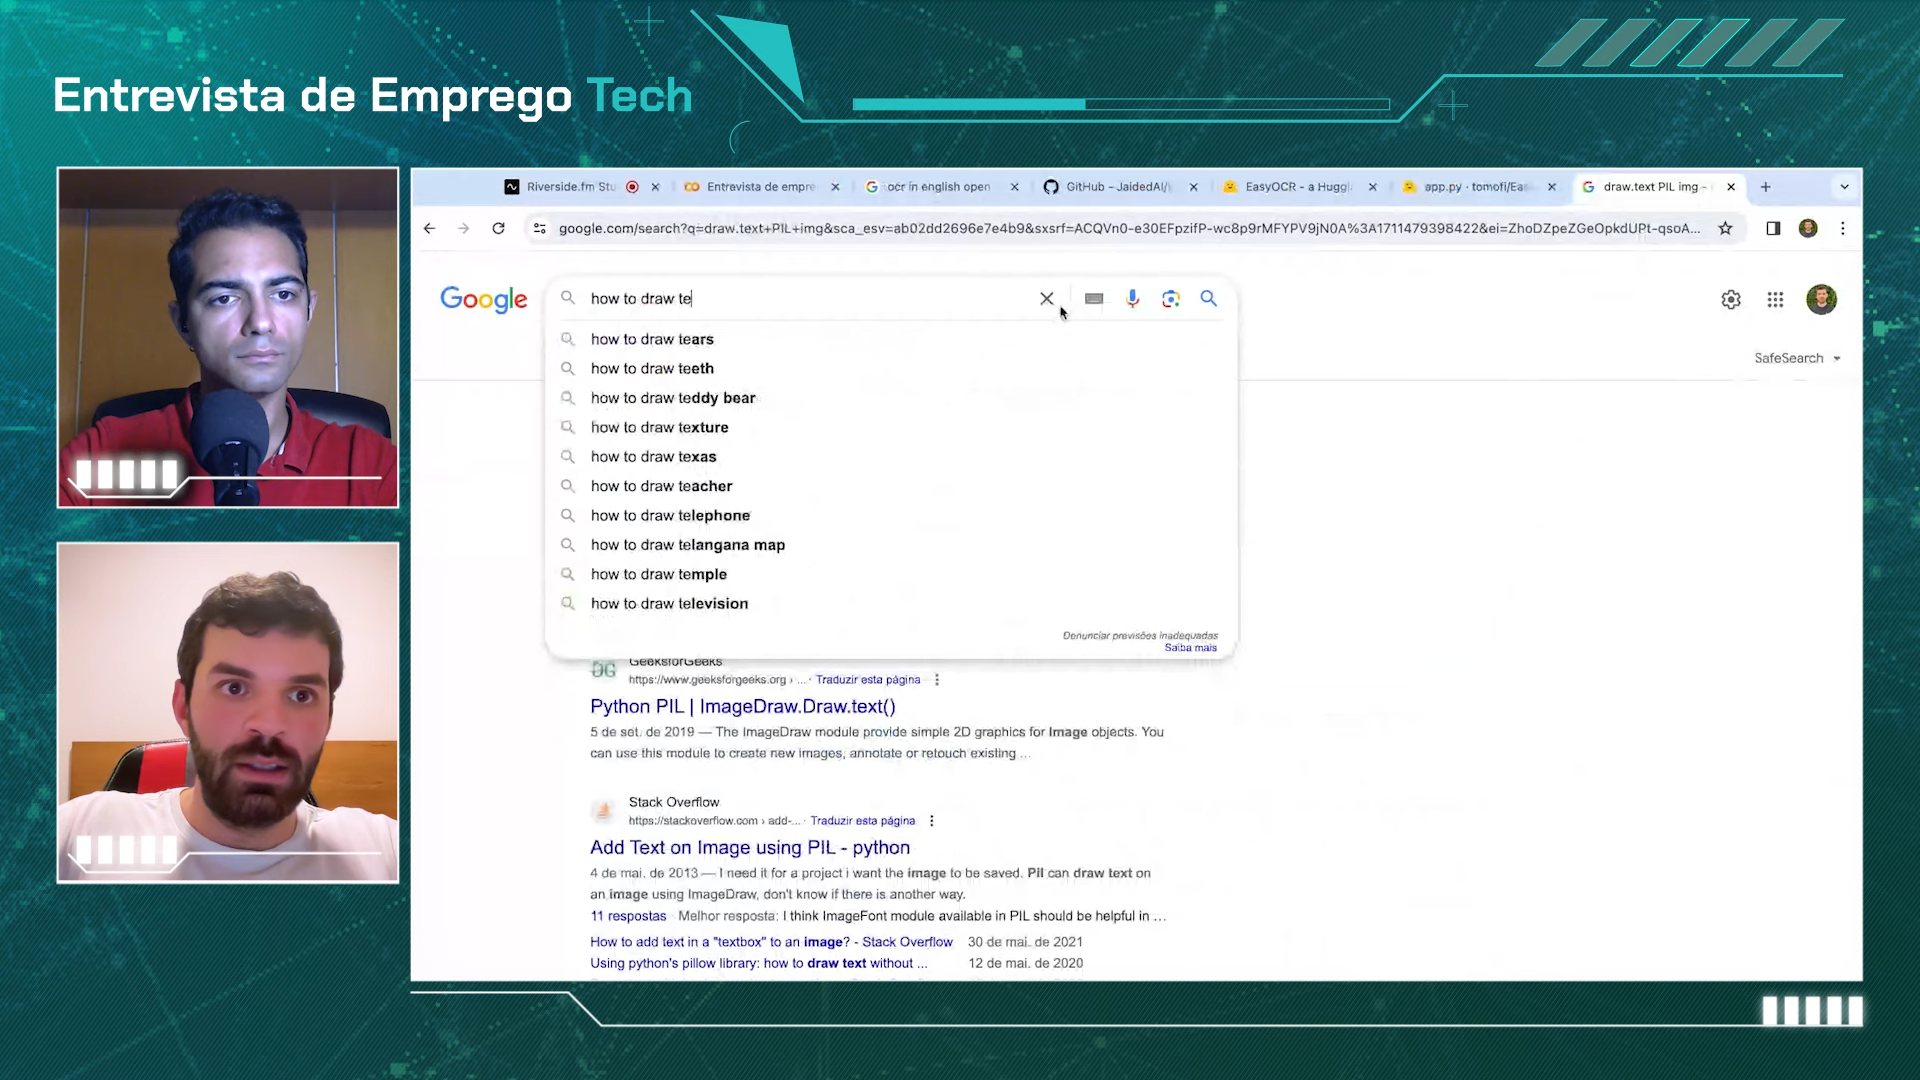 Entrevista de Emprego Tech
Riverside.fm Stu
Entrevista de empre
ocr in english open
GitHub - JaidedAI/
EasyOCR - a Huggi
app.py · tomofi/Eas
draw.text PIL img -
google.com/search?q=draw.text+PIL+img&sca_esv=ab02dd2696e7e4b9&sxsrf=ACQVn0-e30EFpzifP-wc8p9rMFYPV9jN0A%3A1711479398422&ei=ZhoDZpeZGeOpkdUPt-qsoA...
Google
how to draw te
SafeSearch
how to draw tears
how to draw teeth
how to draw teddy bear
how to draw texture
how to draw texas
how to draw teacher
how to draw telephone
how to draw telangana map
how to draw temple
how to draw television
Denunciar previsões inadequadas
Saiba mais
GeeksforGeeks
https://www.geeksforgeeks.org › ... · Traduzir esta página
Python PIL | ImageDraw.Draw.text()
5 de set. de 2019 — The ImageDraw module provide simple 2D graphics for Image objects. You
can use this module to create new images, annotate or retouch existing ...
Stack Overflow
https://stackoverflow.com › add-... · Traduzir esta página
Add Text on Image using PIL - python
4 de mai. de 2013 — I need it for a project i want the image to be saved. Pil can draw text on
an image using ImageDraw, don't know if there is another way.
11 respostas · Melhor resposta: I think ImageFont module available in PIL should be helpful in ...
How to add text in a "textbox" to an image? - Stack Overflow 30 de mai. de 2021
Using python's pillow library: how to draw text without ... 12 de mai. de 2020